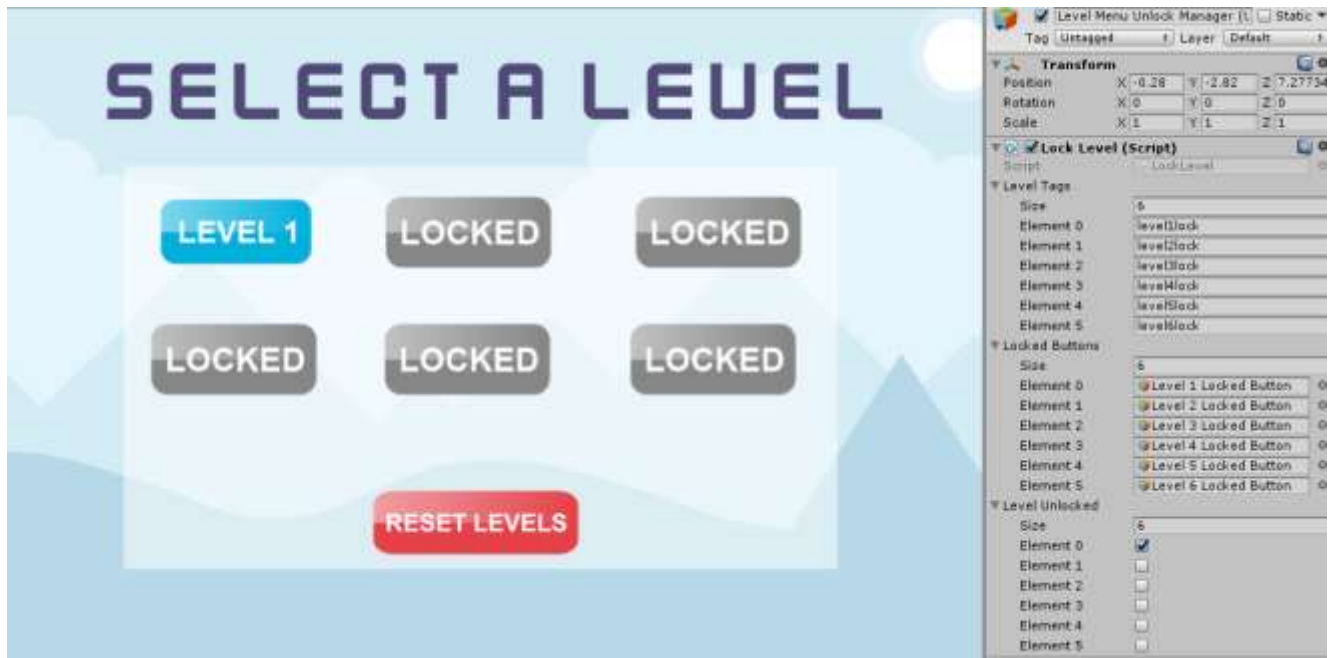 SELECT A LEVEL
LEVEL 1
LOCKED
LOCKED
LOCKED
LOCKED
LOCKED
RESET LEVELS
Level Menu Unlock Manager (L Static
Tag Untagged Layer Default
Transform
Position X -0.28 Y -2.82 Z 7.27734
Rotation X 0 Y 0 Z 0
Scale X 1 Y 1 Z 1
Lock Level (Script)
Script LockLevel
Level Tags
Size 6
Element 0 level1lock
Element 1 level2lock
Element 2 level3lock
Element 3 level4lock
Element 4 level5lock
Element 5 level6lock
Locked Buttons
Size 6
Element 0 Level 1 Locked Button
Element 1 Level 2 Locked Button
Element 2 Level 3 Locked Button
Element 3 Level 4 Locked Button
Element 4 Level 5 Locked Button
Element 5 Level 6 Locked Button
Level Unlocked
Size 6
Element 0
Element 1
Element 2
Element 3
Element 4
Element 5